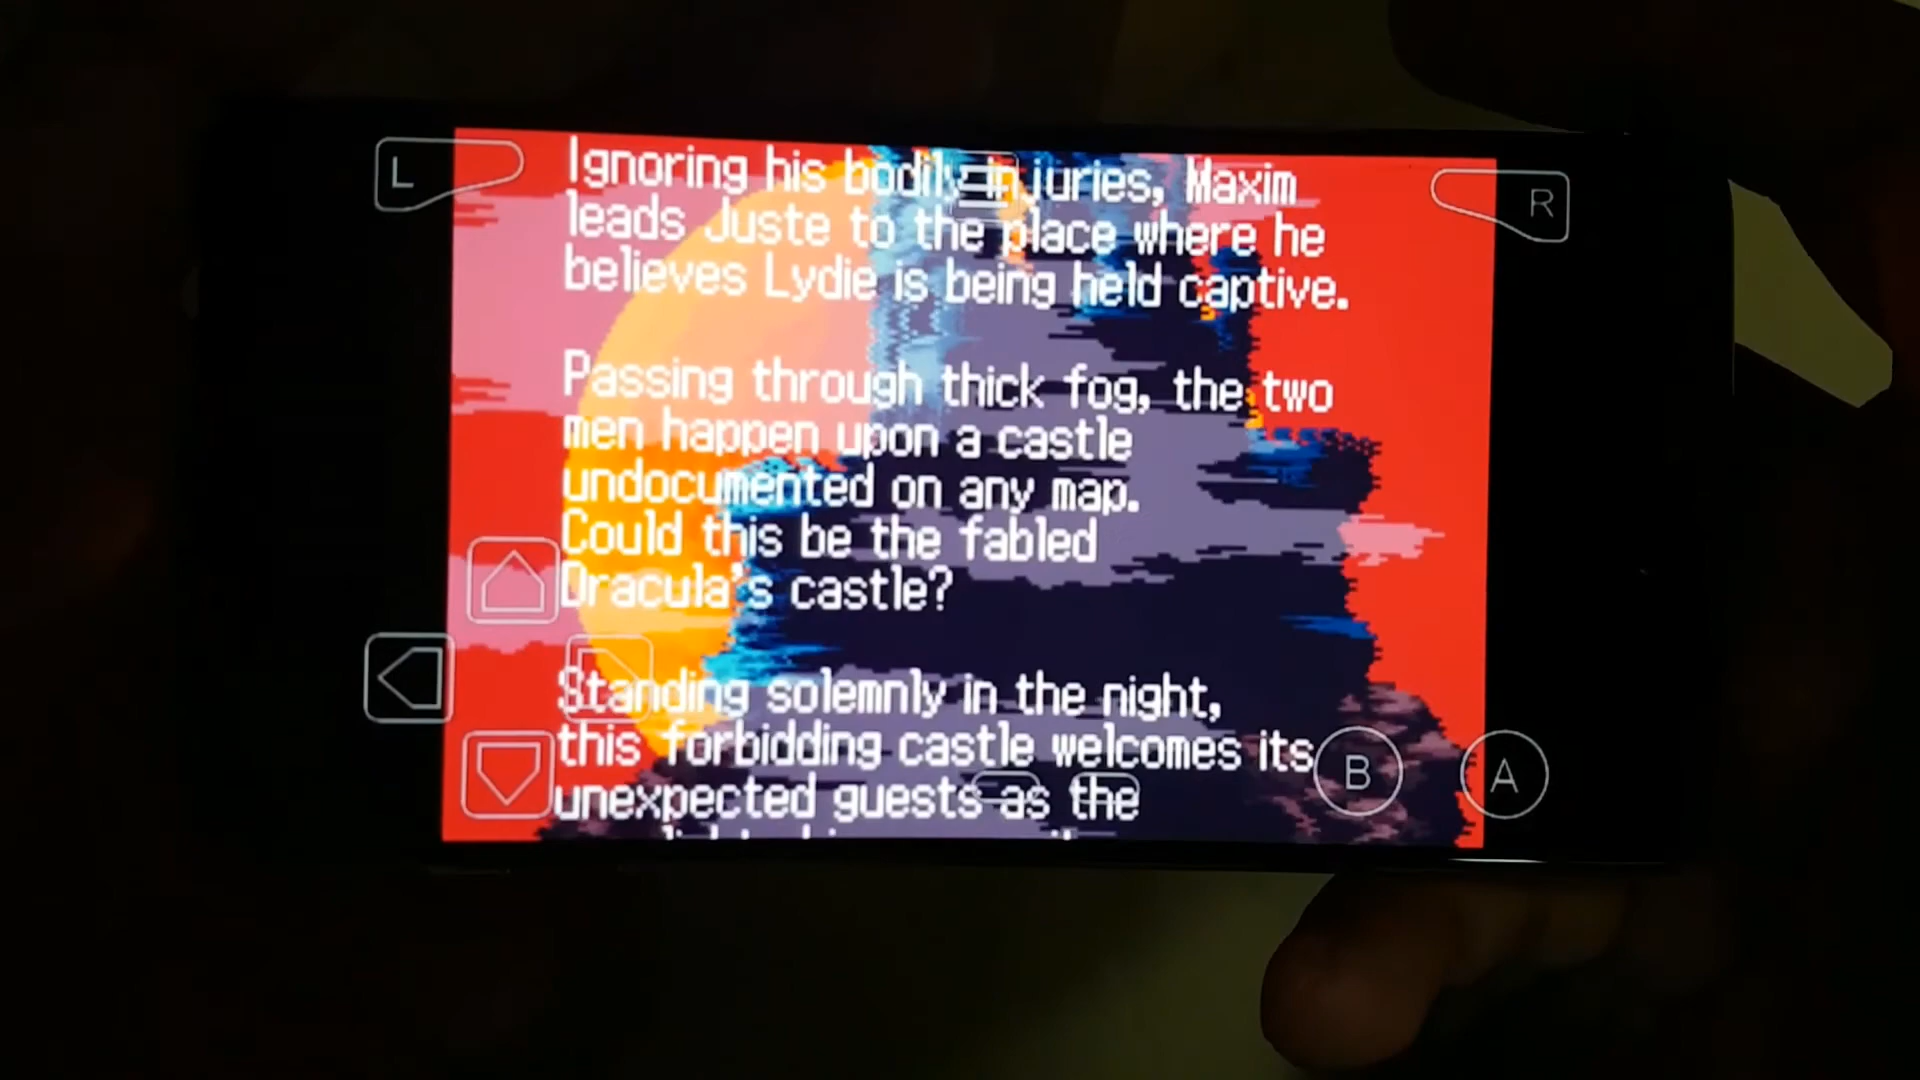 L
R
Ignoring his bodily injuries, Maxim
leads Juste to the place where he
believes Lydie is being held captive.
Passing through thick fog, the two
men happen upon a castle
undocumented on any map.
Could this be the fabled
Dracula's castle?
Standing solemnly in the night,
this forbidding castle welcomes its
unexpected guests as the
B
A